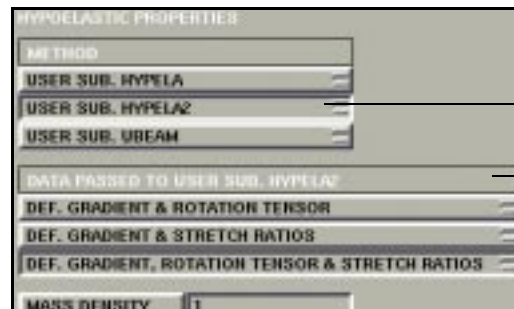 HYPOELASTIC PROPERTIES
METHOD
USER SUB. HYPELA
USER SUB. HYPELA2
USER SUB. UBEAM
DATA PASSED TO USER SUB. HYPELA2
DEF. GRADIENT & ROTATION TENSOR
DEF. GRADIENT & STRETCH RATIOS
DEF. GRADIENT, ROTATION TENSOR & STRETCH RATIOS
MASS DENSITY 1